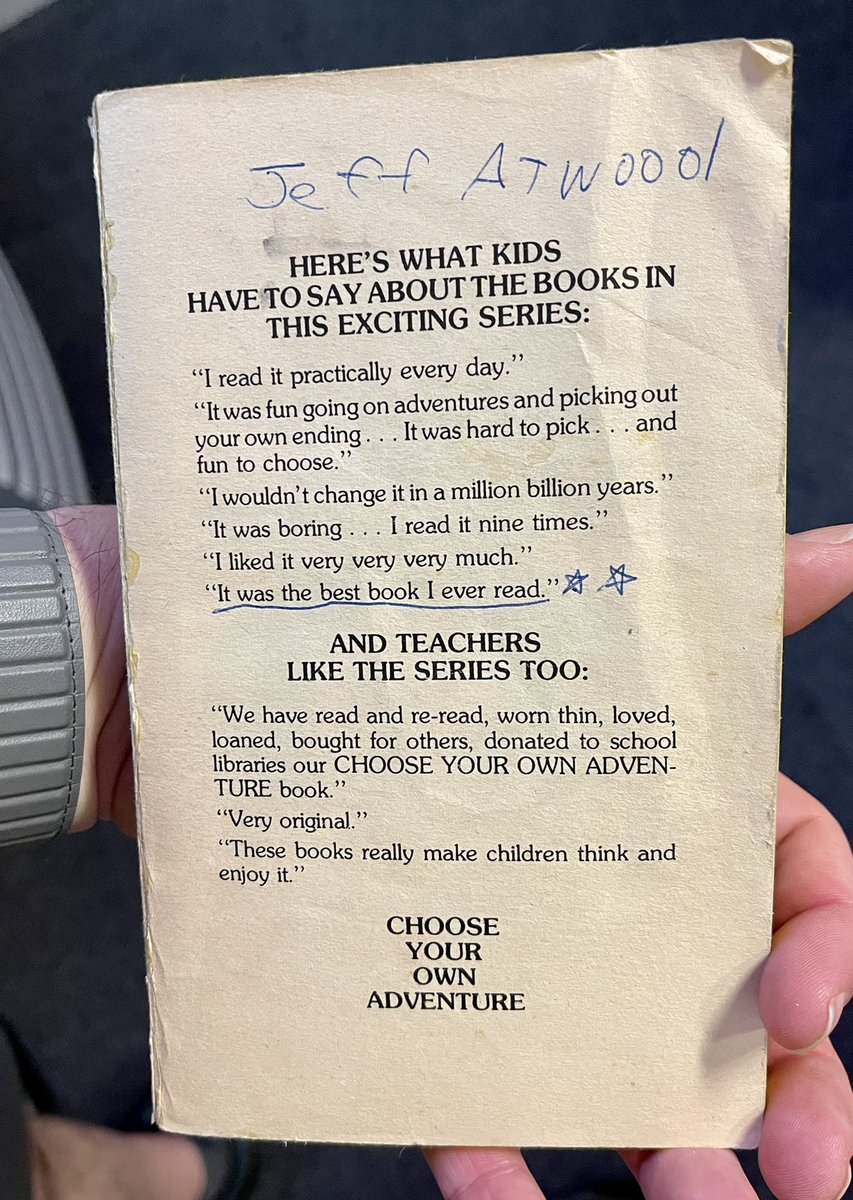 Jeff Atwood
HERE'S WHAT KIDS
HAVE TO SAY ABOUT THE BOOKS IN
THIS EXCITING SERIES:
“I read it practically every day.”
“It was fun going on adventures and picking out
your own ending . . . It was hard to pick . . . and
fun to choose.”
“I wouldn't change it in a million billion years.”
“It was boring . . . I read it nine times.”
“I liked it very very very much.”
“It was the best book I ever read.”
AND TEACHERS
LIKE THE SERIES TOO:
“We have read and re-read, worn thin, loved,
loaned, bought for others, donated to school
libraries our CHOOSE YOUR OWN ADVEN-
TURE book.”
“Very original.”
“These books really make children think and
enjoy it.”
CHOOSE
YOUR
OWN
ADVENTURE